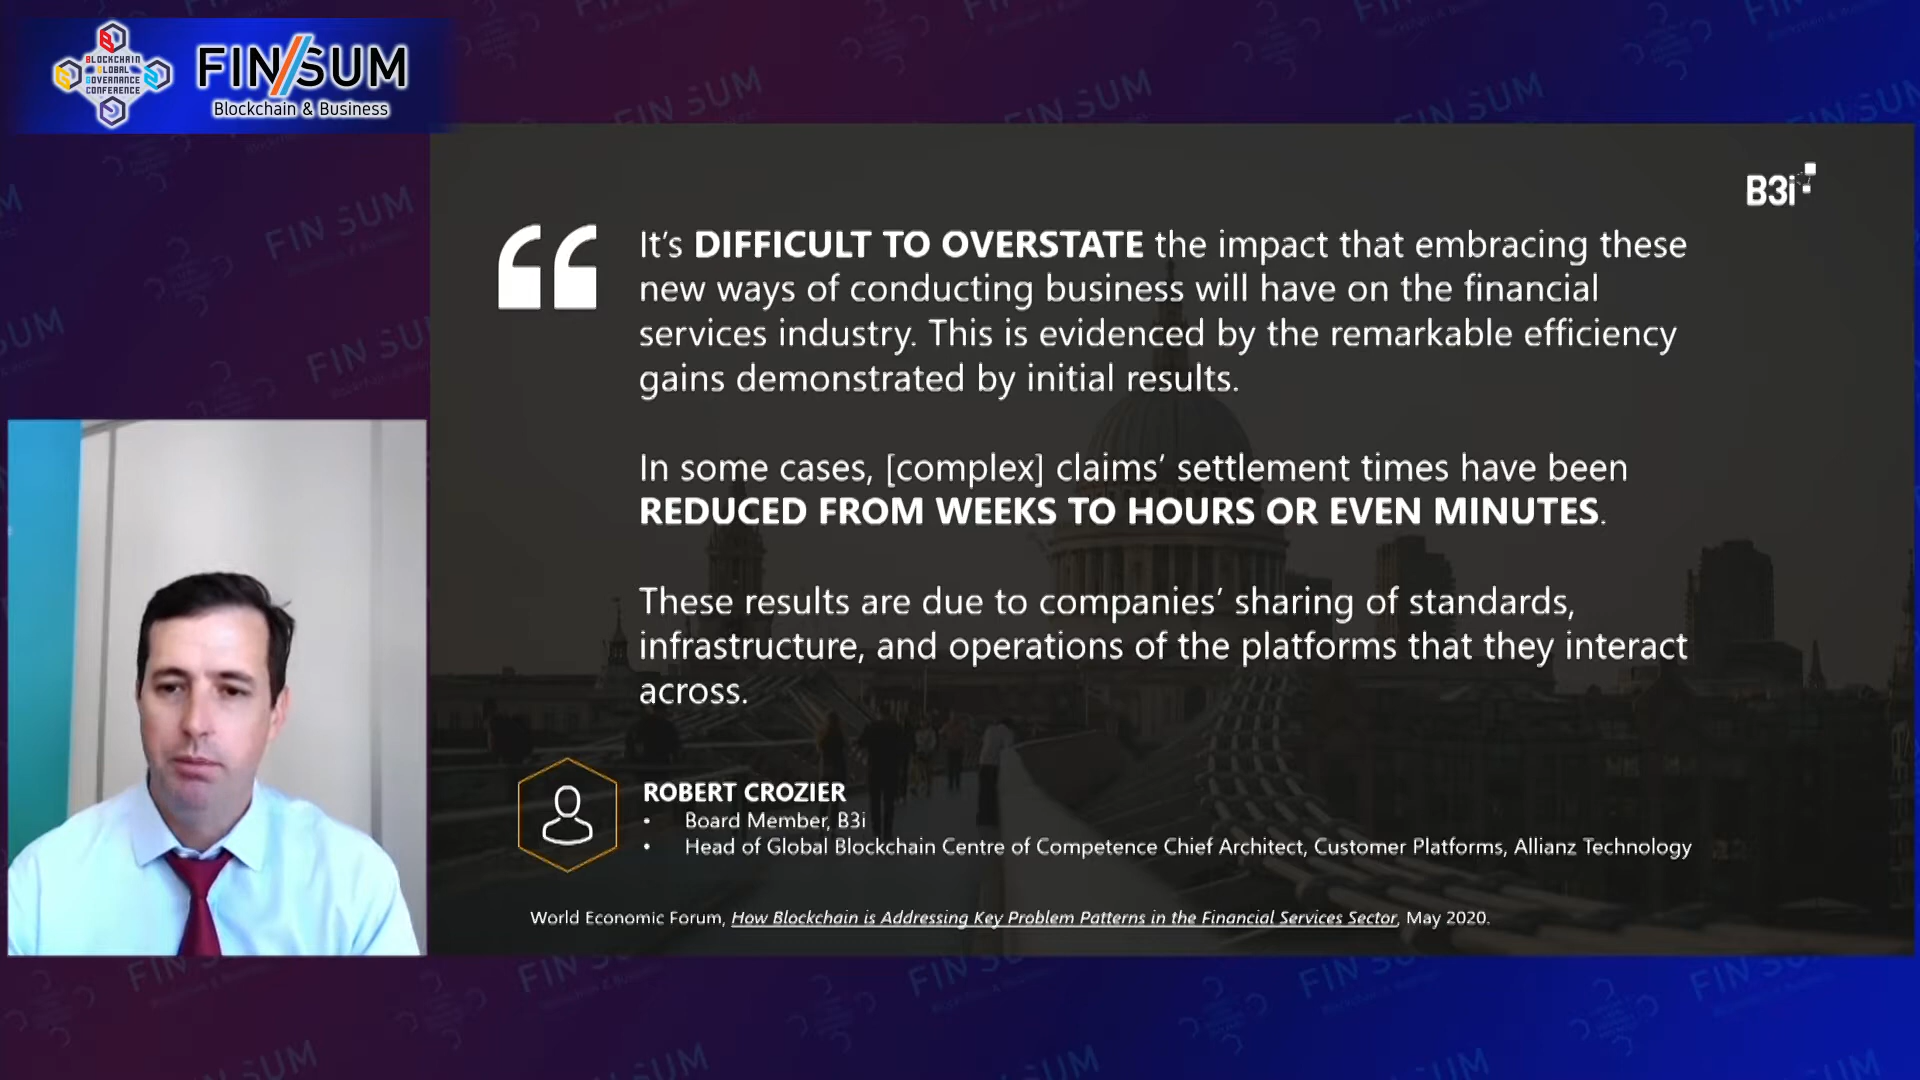 BLOCKCHAIN
GLOBAL
GOVERNANCE
CONFERENCE
FIN/SUM
Blockchain & Business
B3i
It's DIFFICULT TO OVERSTATE the impact that embracing these
new ways of conducting business will have on the financial
services industry. This is evidenced by the remarkable efficiency
gains demonstrated by initial results.
In some cases, [complex] claims' settlement times have been
REDUCED FROM WEEKS TO HOURS OR EVEN MINUTES.
These results are due to companies' sharing of standards,
infrastructure, and operations of the platforms that they interact
across.
ROBERT CROZIER
• Board Member, B3i
• Head of Global Blockchain Centre of Competence Chief Architect, Customer Platforms, Allianz Technology
World Economic Forum, How Blockchain is Addressing Key Problem Patterns in the Financial Services Sector, May 2020.